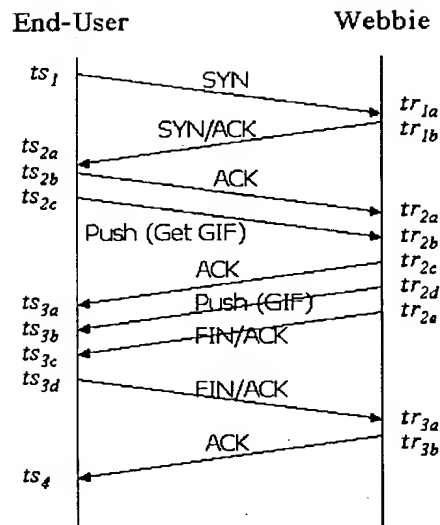 End-User Webbie
ts1
SYN
tr1a
tr1b
SYN/ACK
ts2a
ts2b
ACK
ts2c
tr2a
Push (Get GIF)
tr2b
ACK
tr2c
tr2d
ts3a
Push (GIF)
tr2e
ts3b
FIN/ACK
ts3c
ts3d
FIN/ACK
tr3a
tr3b
ACK
ts4